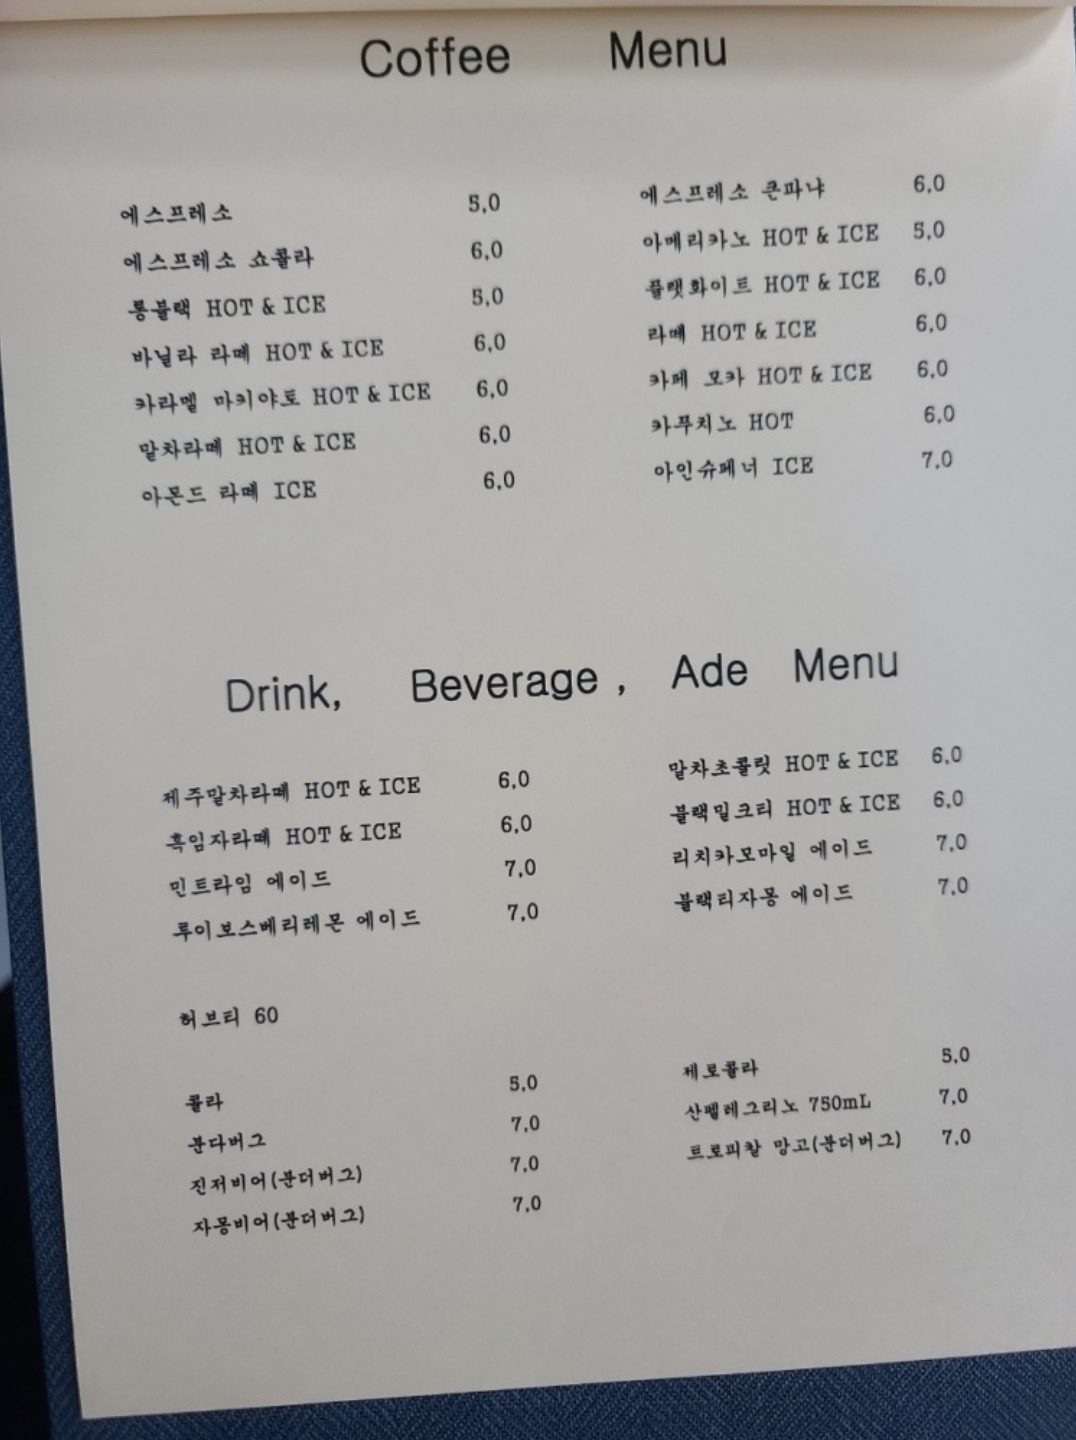 Coffee Menu
에스프레소 5,0
에스프레소 쇼콜라 6,0
롱블랙 HOT & ICE 5,0
바닐라 라떼 HOT & ICE 6,0
카라멜 마키야토 HOT & ICE 6,0
말차라떼 HOT & ICE 6,0
아몬드 라떼 ICE 6,0
에스프레소 큰파냐 6,0
아메리카노 HOT & ICE 5,0
플랫화이트 HOT & ICE 6,0
라떼 HOT & ICE 6,0
카페 모카 HOT & ICE 6,0
카푸치노 HOT 6,0
아인슈페너 ICE 7,0
Drink, Beverage , Ade Menu
제주말차라떼 HOT & ICE 6,0
흑임자라떼 HOT & ICE 6,0
민트라임 에이드 7,0
루이보스베리레몬 에이드 7,0
말차초콜릿 HOT & ICE 6,0
블랙밀크티 HOT & ICE 6,0
리치카모마일 에이드 7,0
블랙티자몽 에이드 7,0
허브티 60
콜라 5,0
분다버그 7,0
진저비어(분더버그) 7,0
자몽비어(분더버그) 7,0
제로콜라 5,0
산펠레그리노 750mL 7,0
트로피칼 망고(분더버그) 7,0